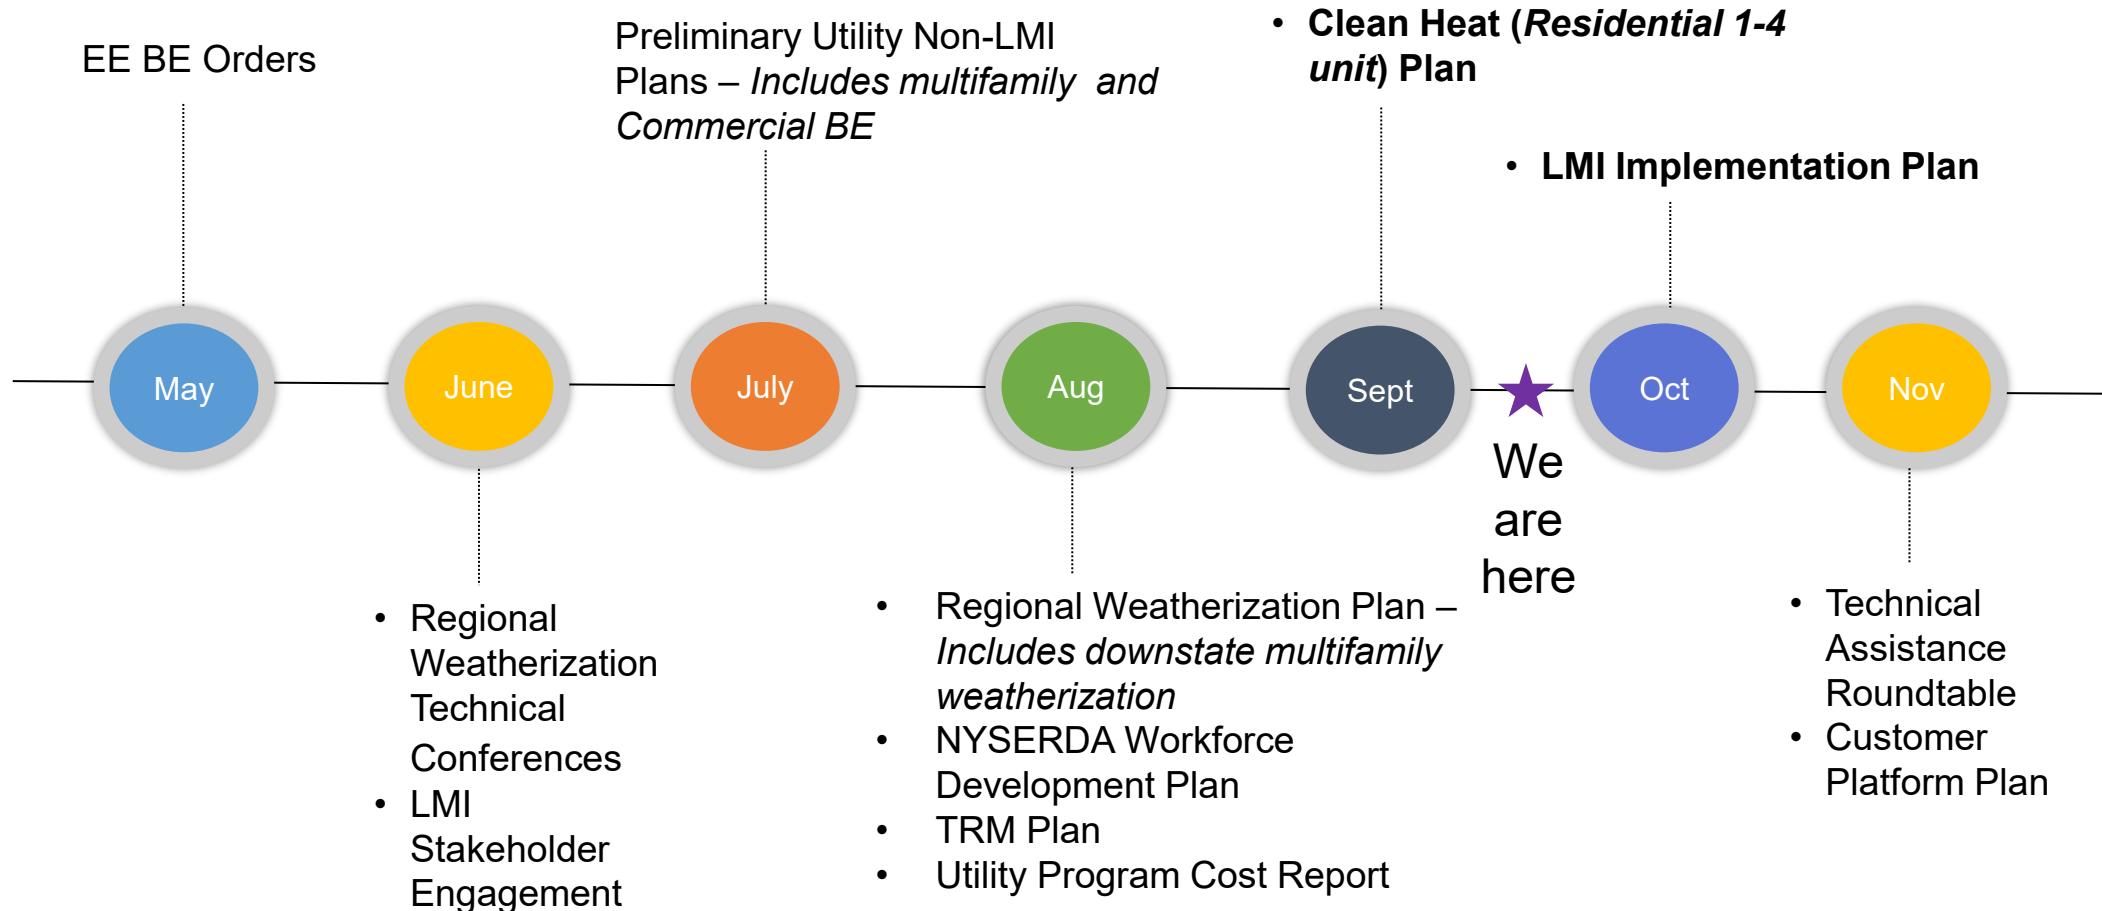 EE BE Orders
Preliminary Utility Non-LMI
Plans – Includes multifamily and
Commercial BE
• Clean Heat (Residential 1-4
unit) Plan
• LMI Implementation Plan
May
June
July
Aug
Sept
Oct
Nov
We
are
here
• Regional
Weatherization
Technical
Conferences
• LMI
Stakeholder
Engagement
• Regional Weatherization Plan –
Includes downstate multifamily
weatherization
• NYSERDA Workforce
Development Plan
• TRM Plan
• Utility Program Cost Report
• Technical
Assistance
Roundtable
• Customer
Platform Plan